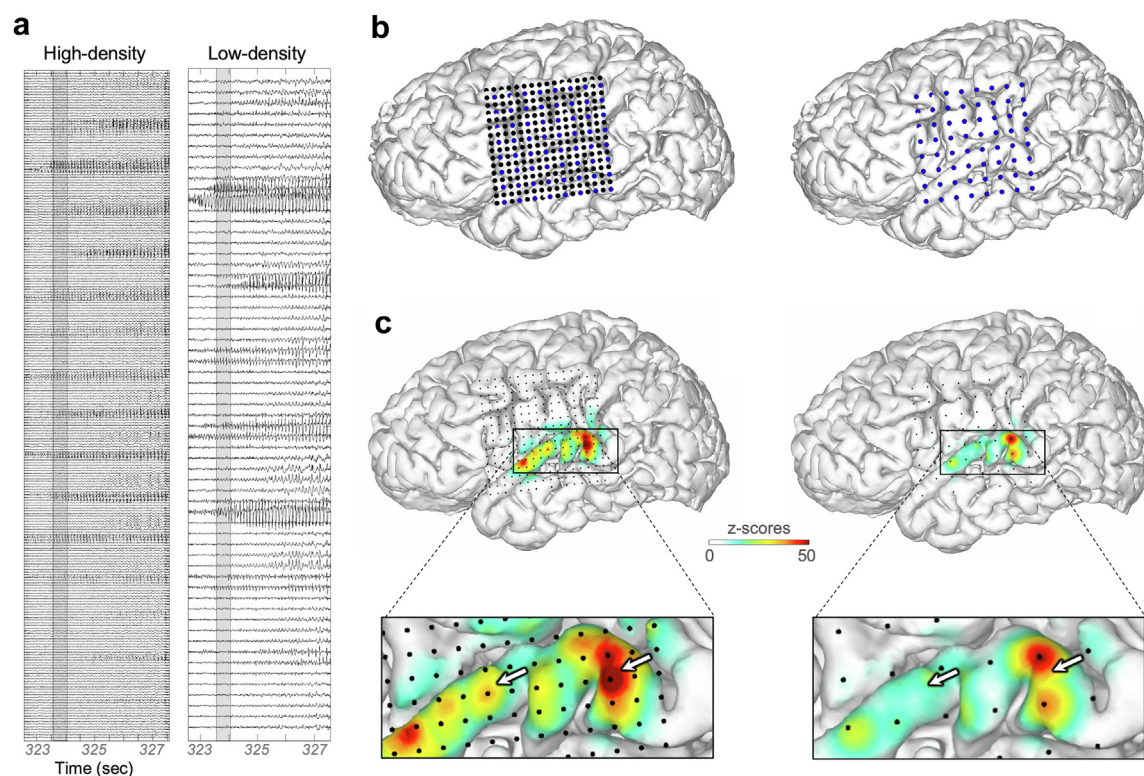 a
High-density
Low-density
323
325
327
323
325
327
Time (sec)
b
c
z-scores
0
50